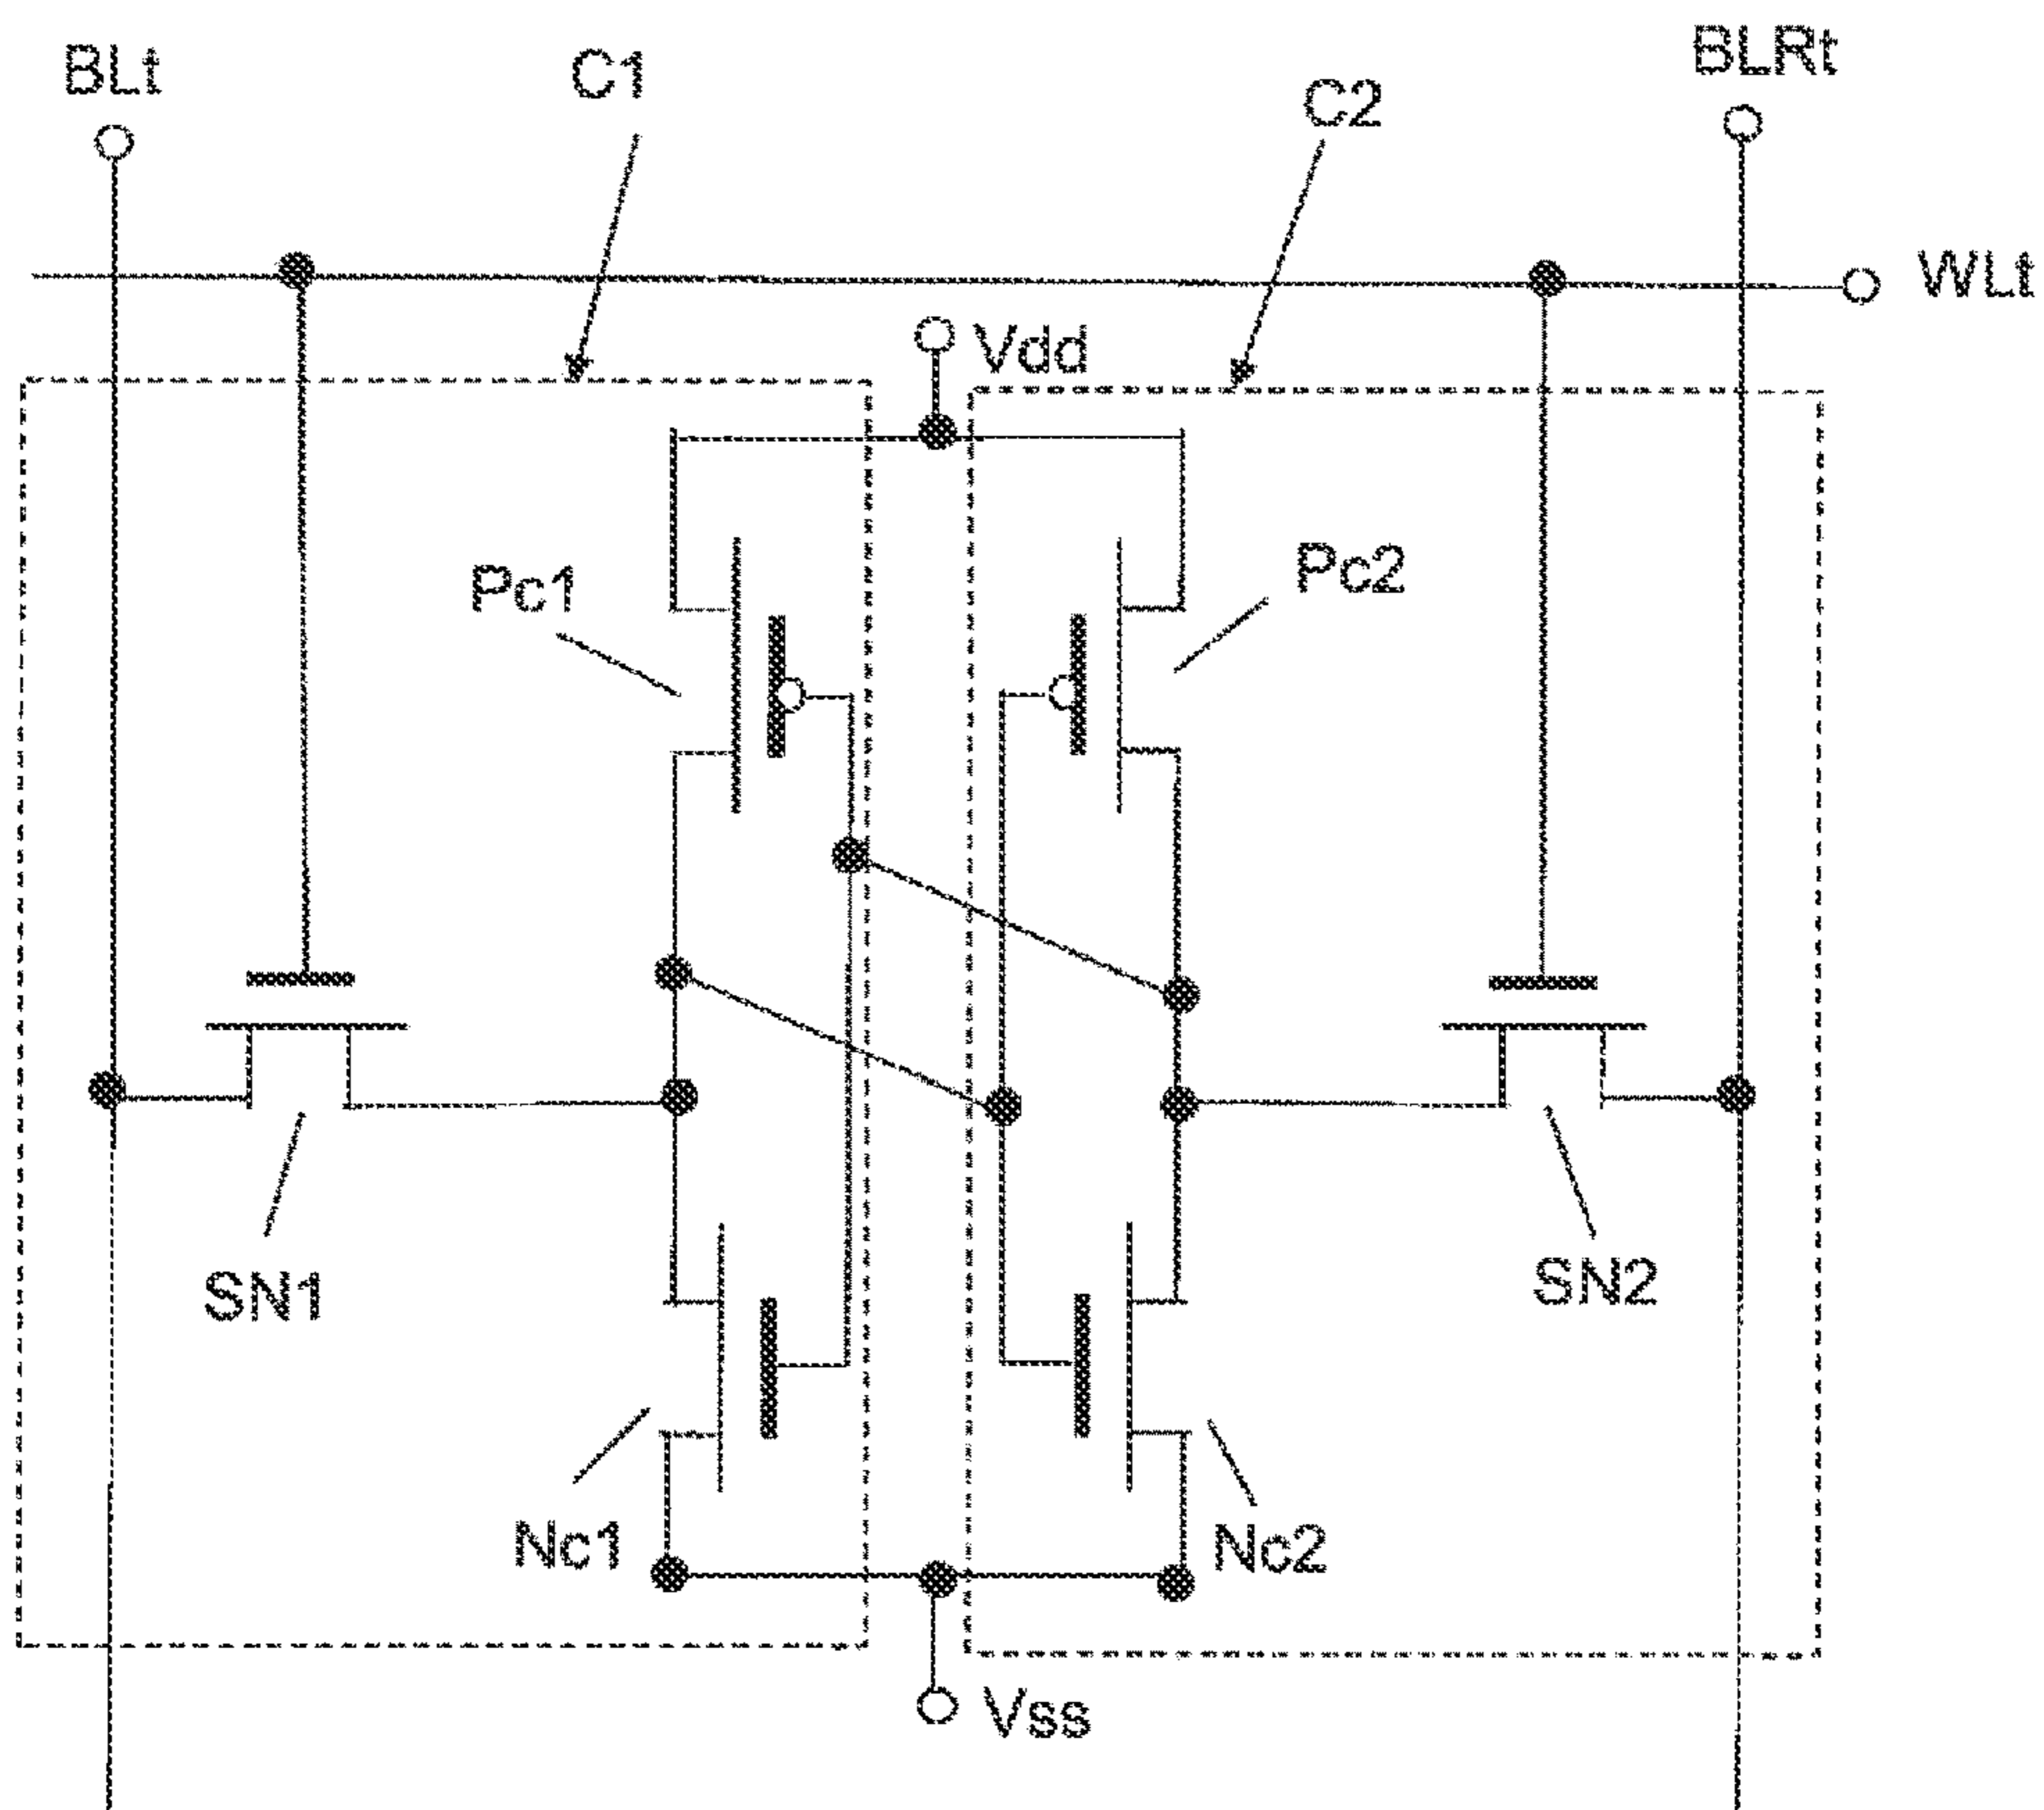 BLt
C1
C2
BLRt
WLt
Vdd
Pc1
Pc2
SN1
SN2
Nc1
Nc2
Vss